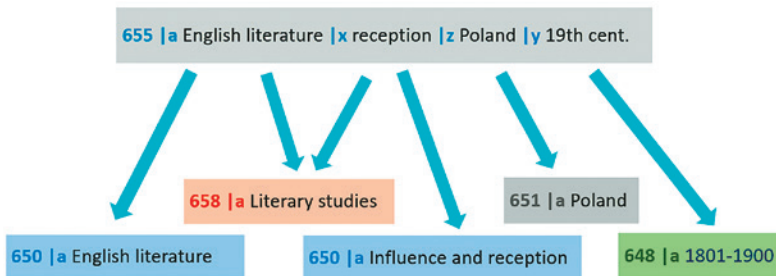 655 |a English literature |x reception |z Poland |y 19th cent.
658 |a Literary studies
651 |a Poland
650 |a English literature
650 |a Influence and reception
648 |a 1801-1900